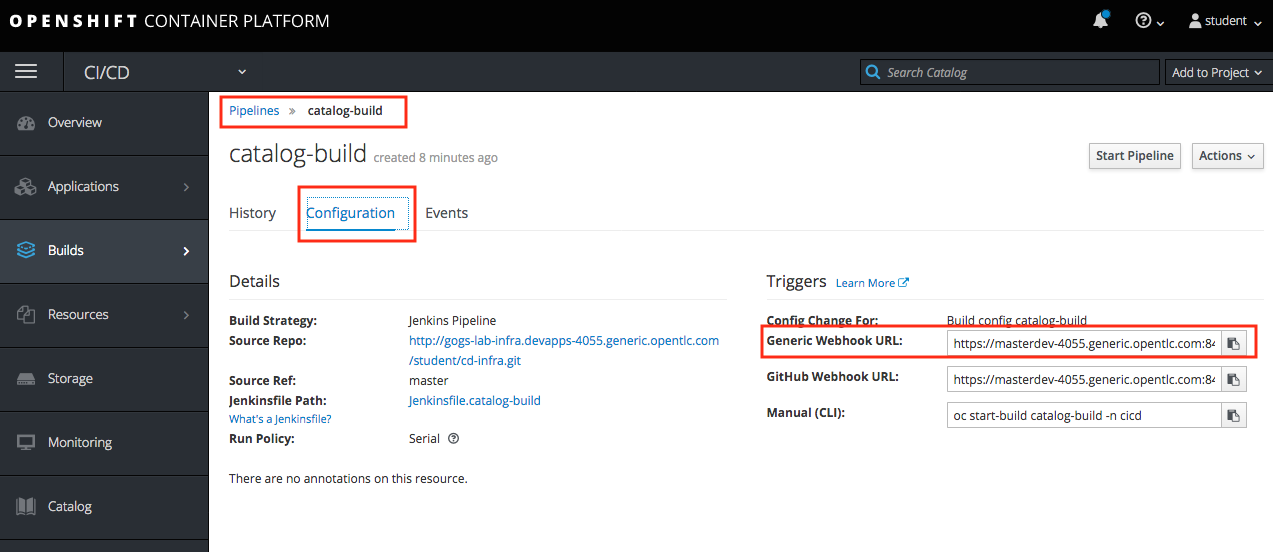 OPENSHIFT CONTAINER PLATFORM
student
CI/CD
Search Catalog
Add to Project
Overview
Applications
Builds
Resources
Storage
Monitoring
Catalog
Pipelines » catalog-build
catalog-build created 8 minutes ago
Start Pipeline
Actions
History
Configuration
Events
Details
Build Strategy: Jenkins Pipeline
Source Repo: http://gogs-lab-infra.devapps-4055.generic.opentlc.com
/student/cd-infra.git
Source Ref: master
Jenkinsfile Path: Jenkinsfile.catalog-build
What's a Jenkinsfile?
Run Policy: Serial
There are no annotations on this resource.
Triggers Learn More
Config Change For: Build config catalog-build
Generic Webhook URL: https://masterdev-4055.generic.opentlc.com:84
GitHub Webhook URL: https://masterdev-4055.generic.opentlc.com:84
Manual (CLI): oc start-build catalog-build -n cicd